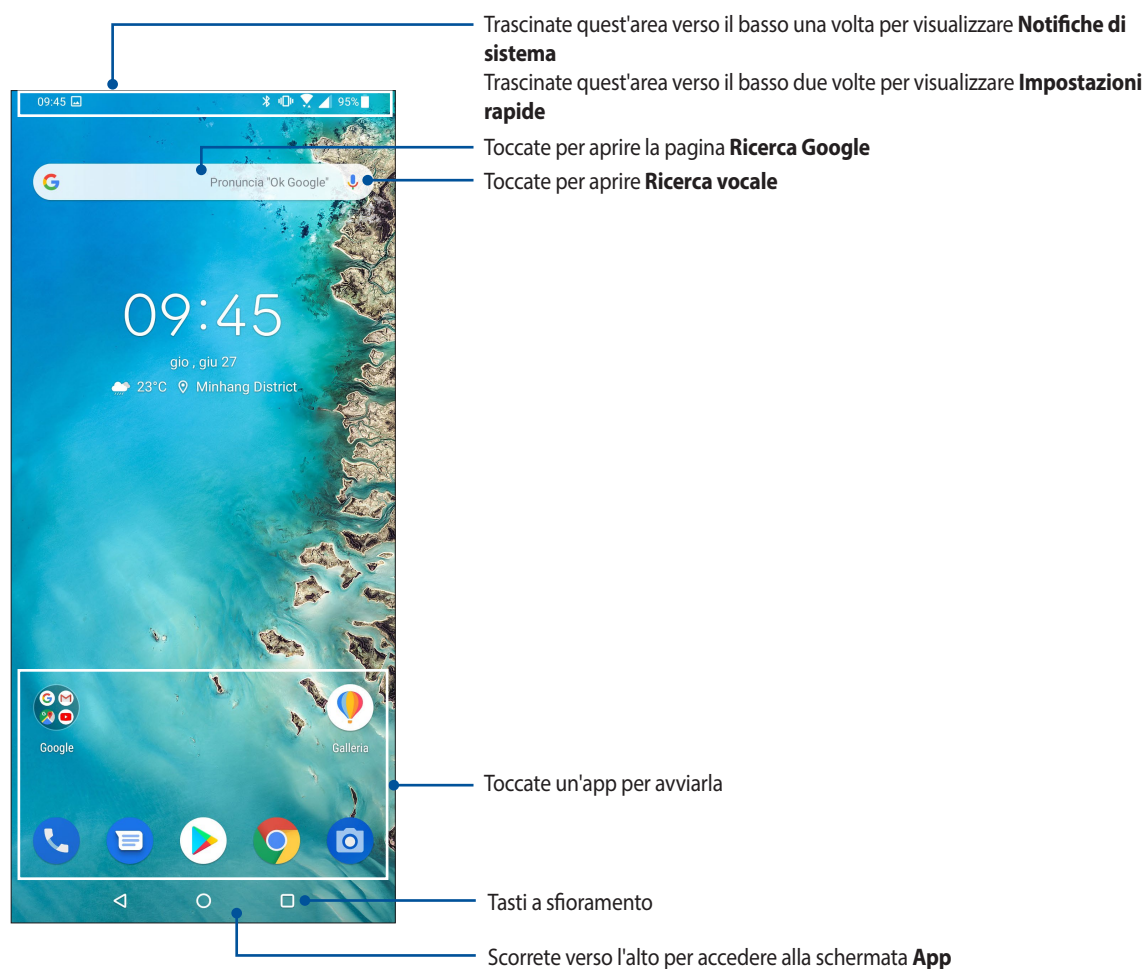 Trascinate quest'area verso il basso una volta per visualizzare Notifiche di
sistema
Trascinate quest'area verso il basso due volte per visualizzare Impostazioni
rapide
09:45
95%
Toccate per aprire la pagina Ricerca Google
Pronuncia "Ok Google"
Toccate per aprire Ricerca vocale
09:45
gio , giu 27
23°C Minhang District
Google
Galleria
Toccate un'app per avviarla
Tasti a sfioramento
Scorrete verso l'alto per accedere alla schermata App